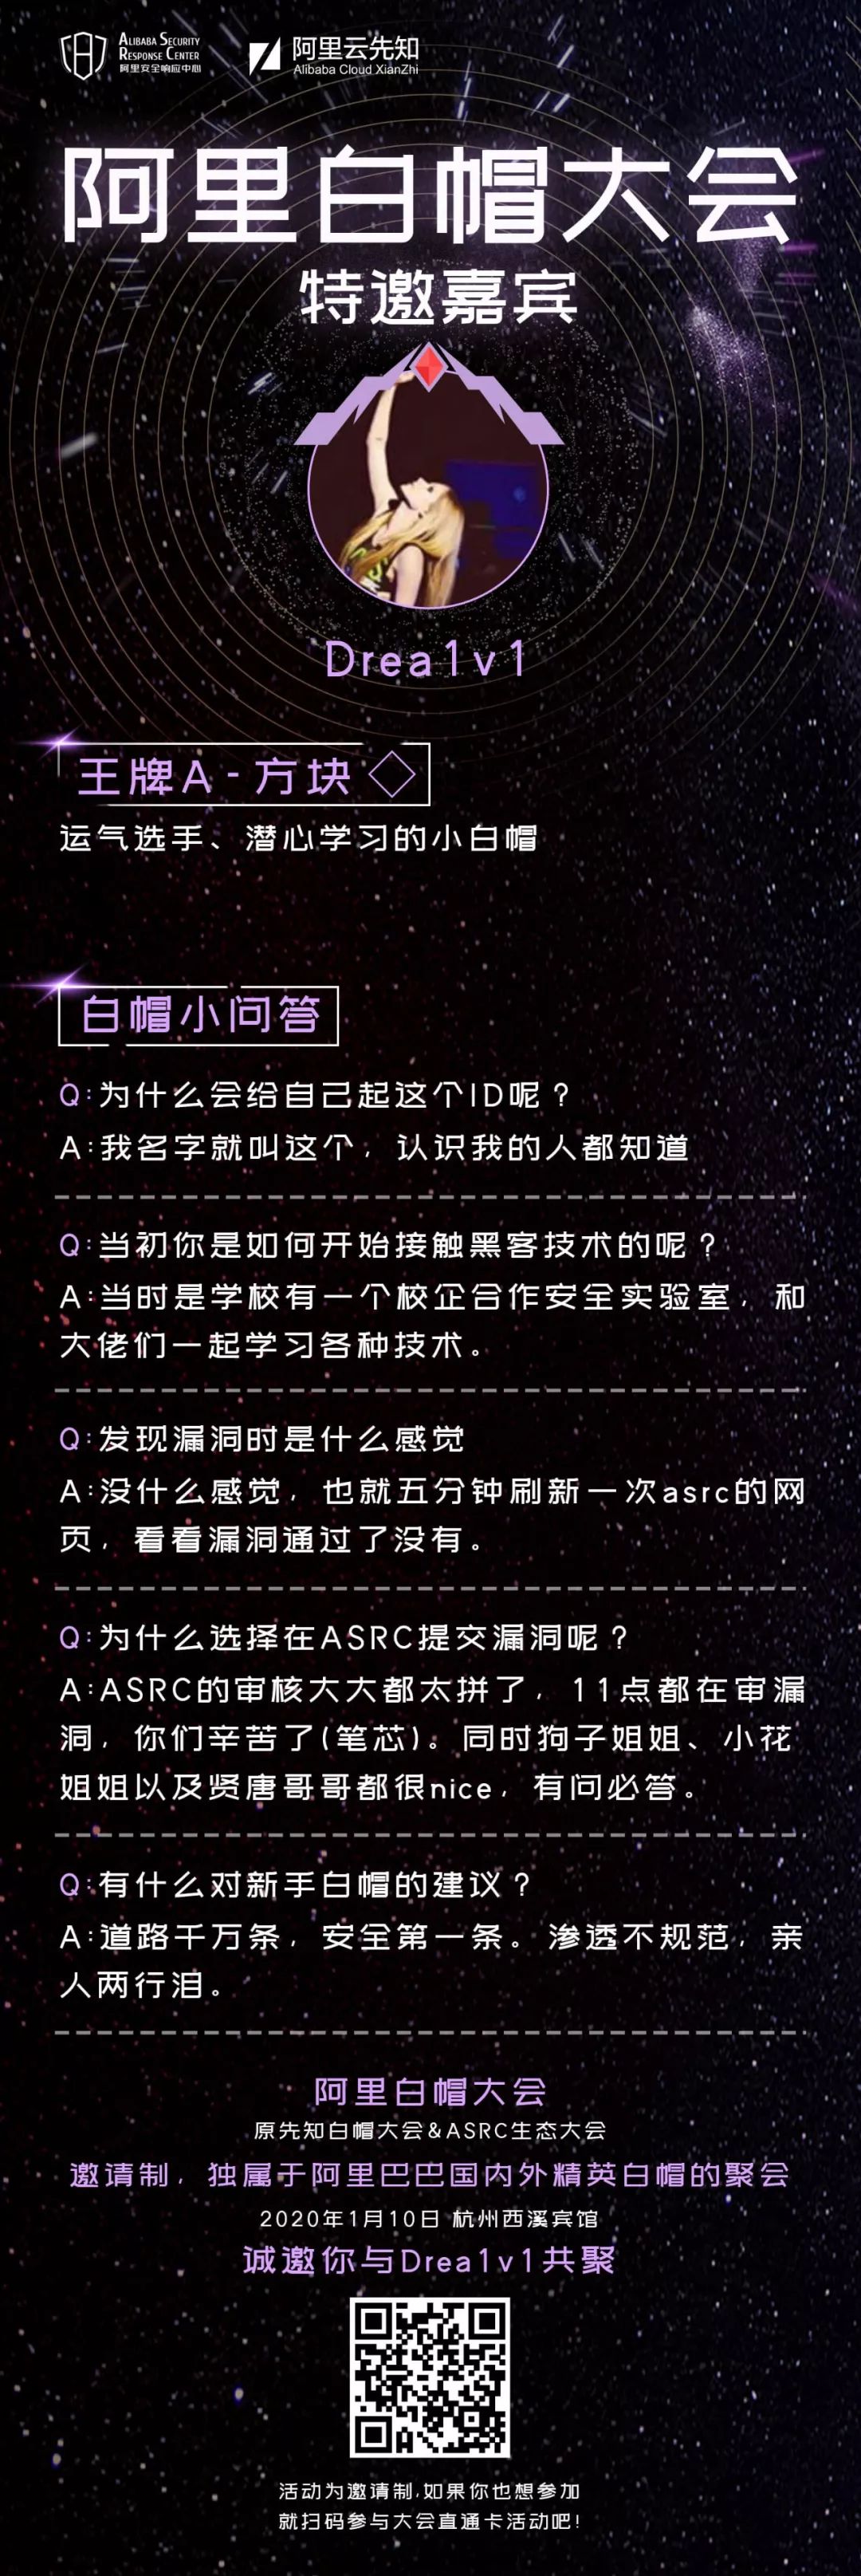 ALIBABA SECURITY
RESPONSE CENTER
阿里安全响应中心
阿里云先知
Alibaba Cloud XianZhi
阿里白帽大会
特邀嘉宾
Drea1v1
王牌A-方块
运气选手、潜心学习的小白帽
白帽小问答
Q:为什么会给自己起这个ID呢？
A:我名字就叫这个，认识我的人都知道
Q:当初你是如何开始接触黑客技术的呢？
A:当时是学校有一个校企合作安全实验室，和
大佬们一起学习各种技术。
Q:发现漏洞时是什么感觉
A:没什么感觉，也就五分钟刷新一次asrc的网
页，看看漏洞通过了没有。
Q:为什么选择在ASRC提交漏洞呢？
A:ASRC的审核大大都太拼了，11点都在审漏
洞，你们辛苦了(笔芯)。同时狗子姐姐、小花
姐姐以及贤唐哥哥都很nice，有问必答。
Q:有什么对新手白帽的建议？
A:道路千万条，安全第一条。渗透不规范，亲
人两行泪。
阿里白帽大会
原先知白帽大会&ASRC生态大会
邀请制，独属于阿里巴巴国内外精英白帽的聚会
2020年1月10日 杭州西溪宾馆
诚邀你与Drea1v1共聚
活动为邀请制,如果你也想参加
就扫码参与大会直通卡活动吧!